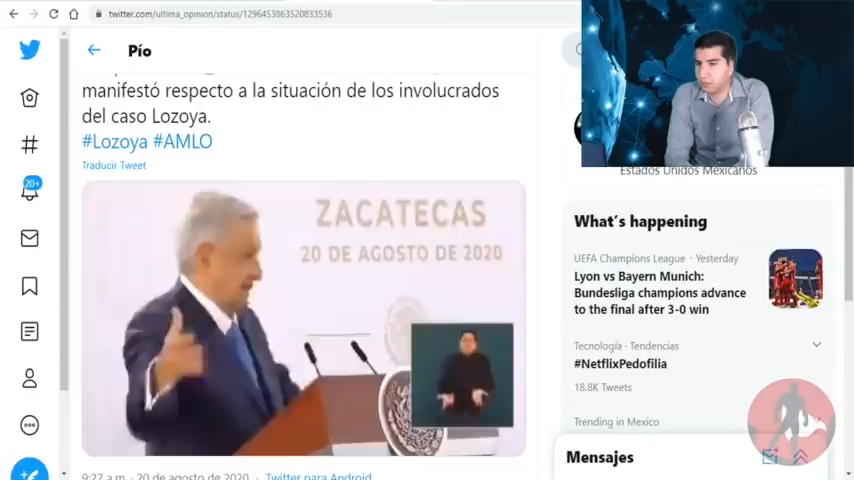 twitter.com/ultima_opinion/status/1296453863520833536
Pío
manifestó respecto a la situación de los involucrados
del caso Lozoya.
#Lozoya #AMLO
Traducir Tweet
ZACATECAS
20 DE AGOSTO DE 2020
9:27 a.m. · 20 de agosto de 2020 · Twitter para Android
20+
Estados Unidos Mexicanos
What's happening
UEFA Champions League · Yesterday
Lyon vs Bayern Munich:
Bundesliga champions advance
to the final after 3-0 win
Tecnología · Tendencias
#NetflixPedofilia
18.8K Tweets
Trending in Mexico
Mensajes